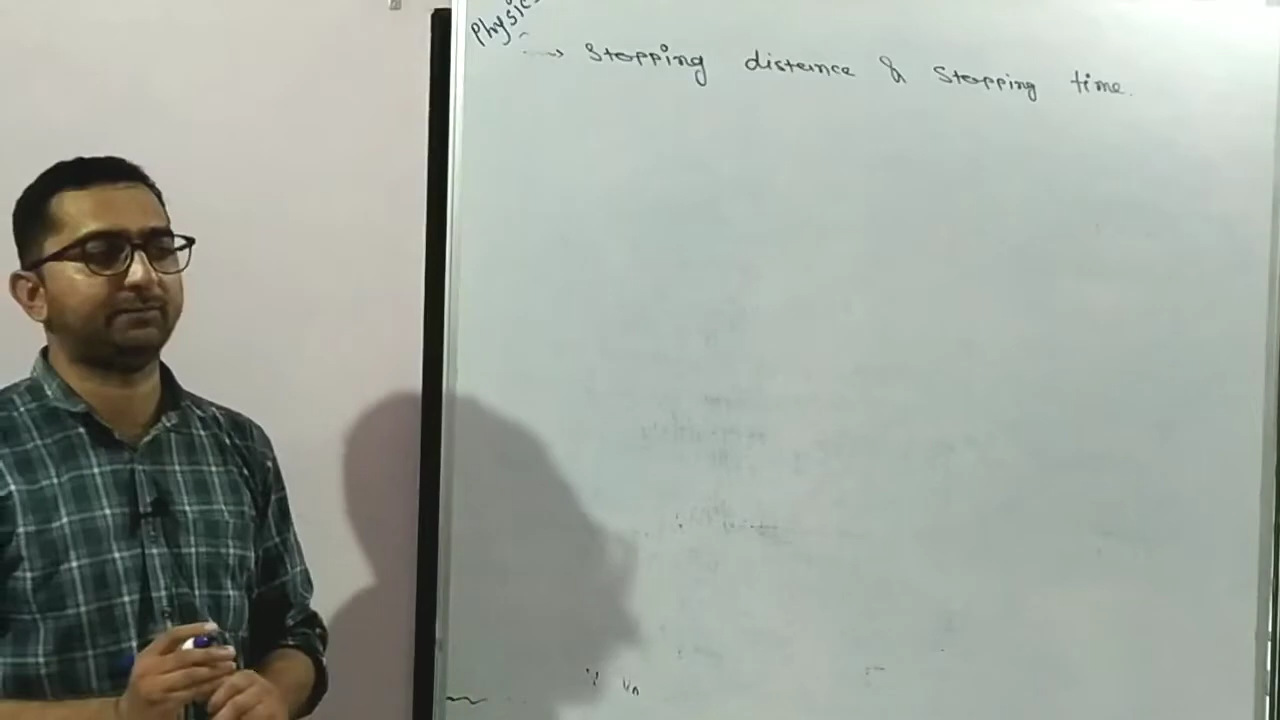 Physics
→ Stopping distance & Stopping time.